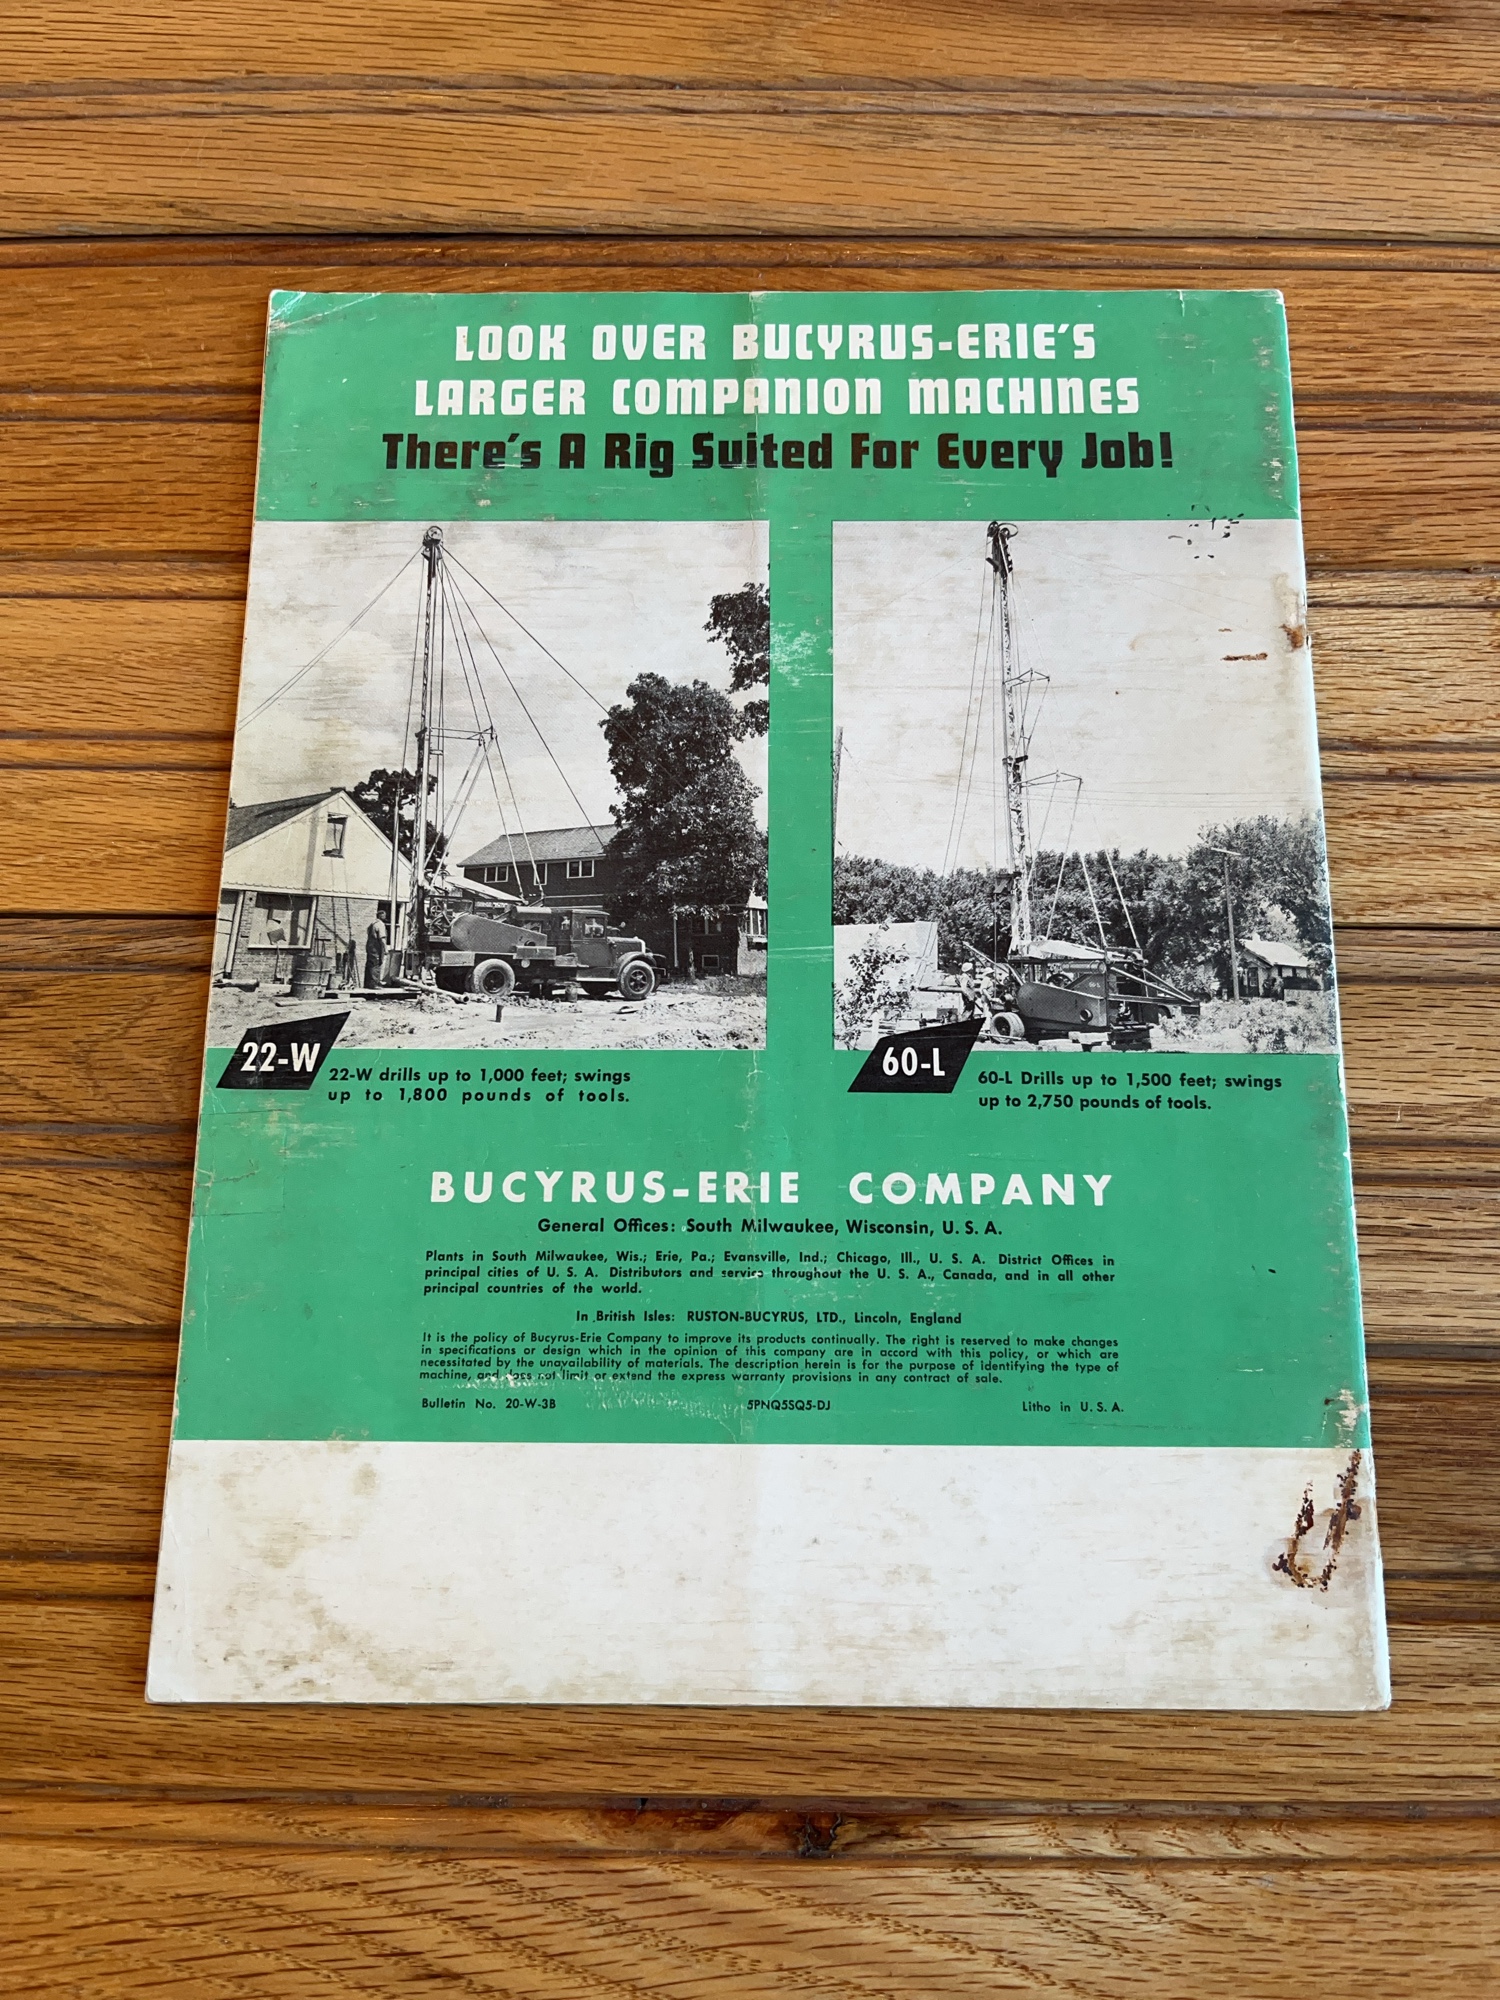 LOOK OVER BUCYRUS-ERIE'S
LARGER COMPANION MACHINES
There's A Rig Suited For Every Job!
22-W
22-W drills up to 1,000 feet; swings
up to 1,800 pounds of tools.
60-L
60-L Drills up to 1,500 feet; swings
up to 2,750 pounds of tools.
BUCYRUS-ERIE COMPANY
General Offices: South Milwaukee, Wisconsin, U. S. A.
Plants in South Milwaukee, Wis.; Erie, Pa.; Evansville, Ind.; Chicago, Ill., U. S. A. District Offices in
principal cities of U. S. A. Distributors and service throughout the U. S. A., Canada, and in all other
principal countries of the world.
In British Isles: RUSTON-BUCYRUS, LTD., Lincoln, England
It is the policy of Bucyrus-Erie Company to improve its products continually. The right is reserved to make changes
in specifications or design which in the opinion of this company are in accord with this policy, or which are
necessitated by the unavailability of materials. The description herein is for the purpose of identifying the type of
machine, and does not limit or extend the express warranty provisions in any contract of sale.
Bulletin No. 20-W-3B
5PNQ5SQ5-DJ
Litho in U. S. A.